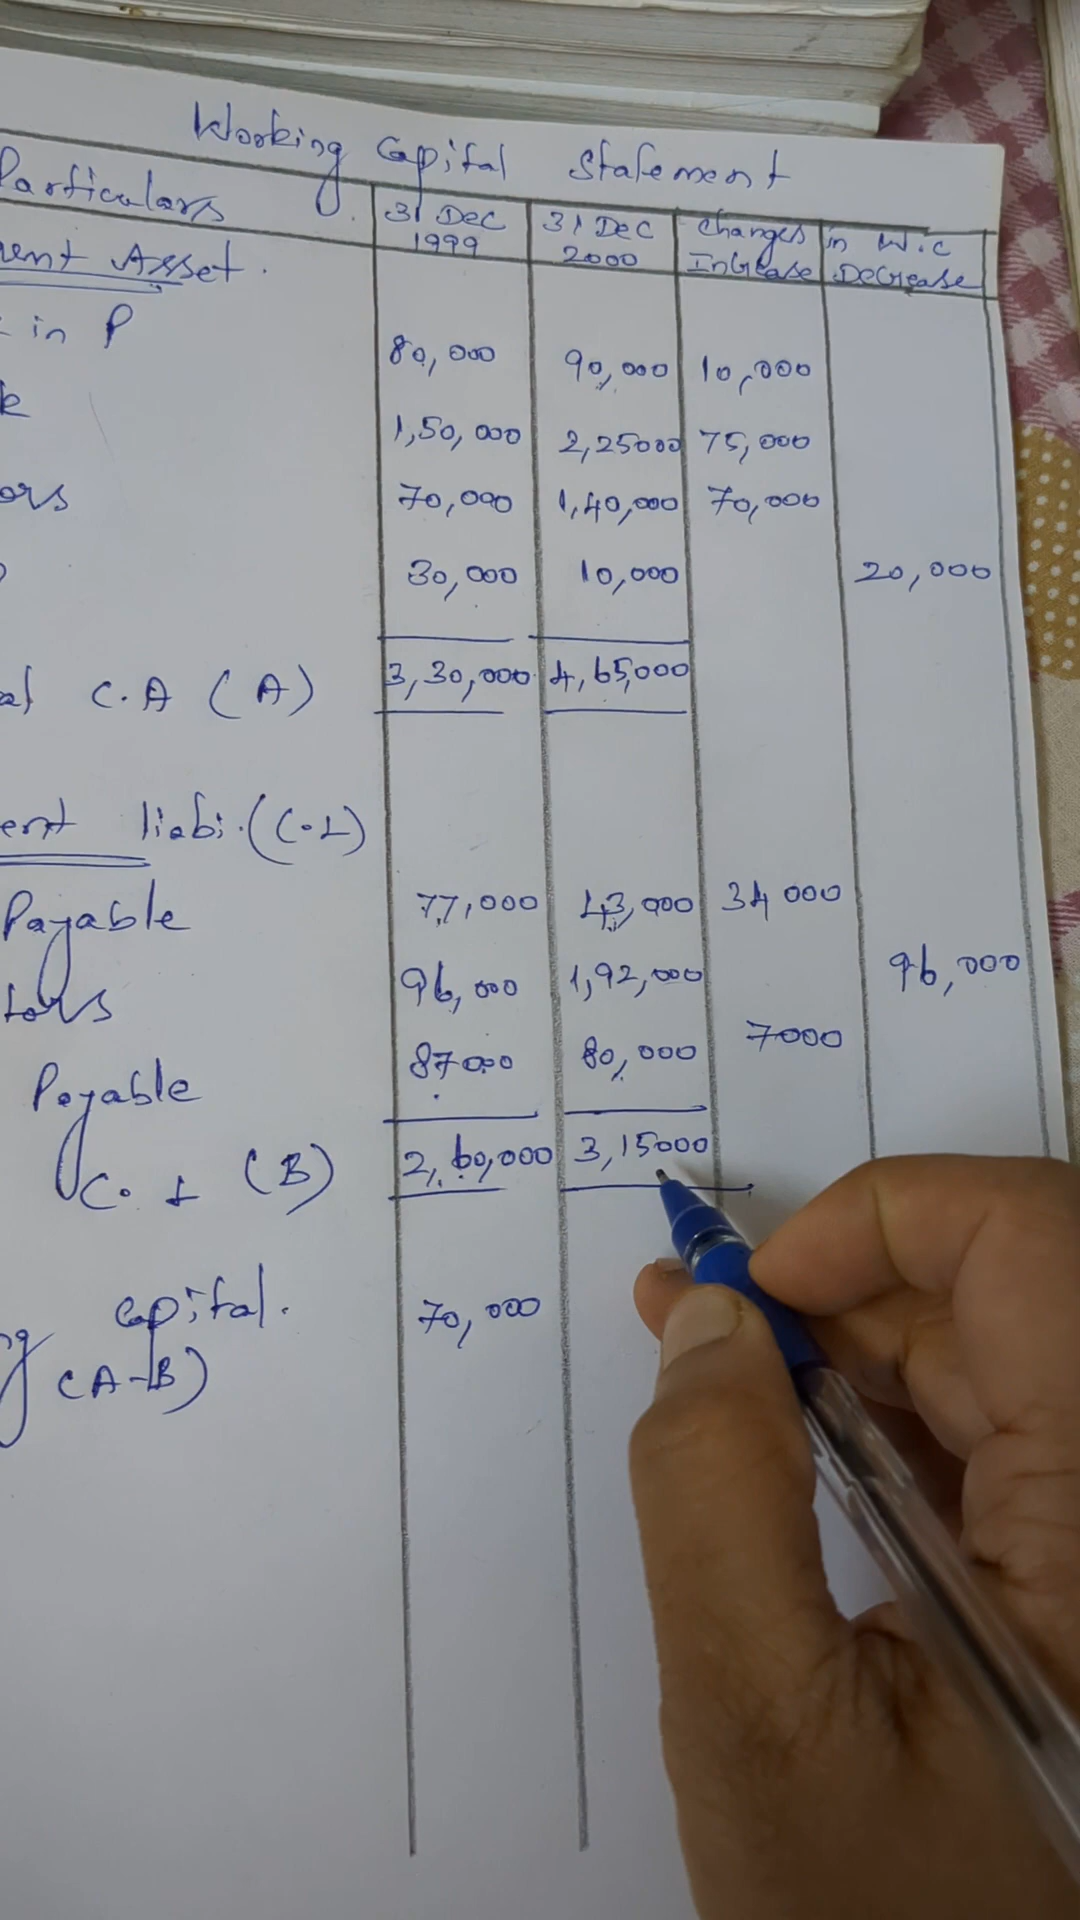 Working Capital Statement
Particulars 31 Dec 1999 31 Dec 2000 Changes in W.C Increase Decrease
rent Asset.
in P 80,000 90,000 10,000
k 1,50,000 2,25000 75,000
ors 70,000 1,40,000 70,000
30,000 10,000 20,000
al C.A (A) 3,30,000 4,65,000
ent liabi. (C.L)
Payable 77,000 43,000 34 000
tors 96,000 1,92,000 96,000
Payable 87000 80,000 7000
C. L (B) 2,60,000 3,15000
ng capital. 70,000
(A-B)